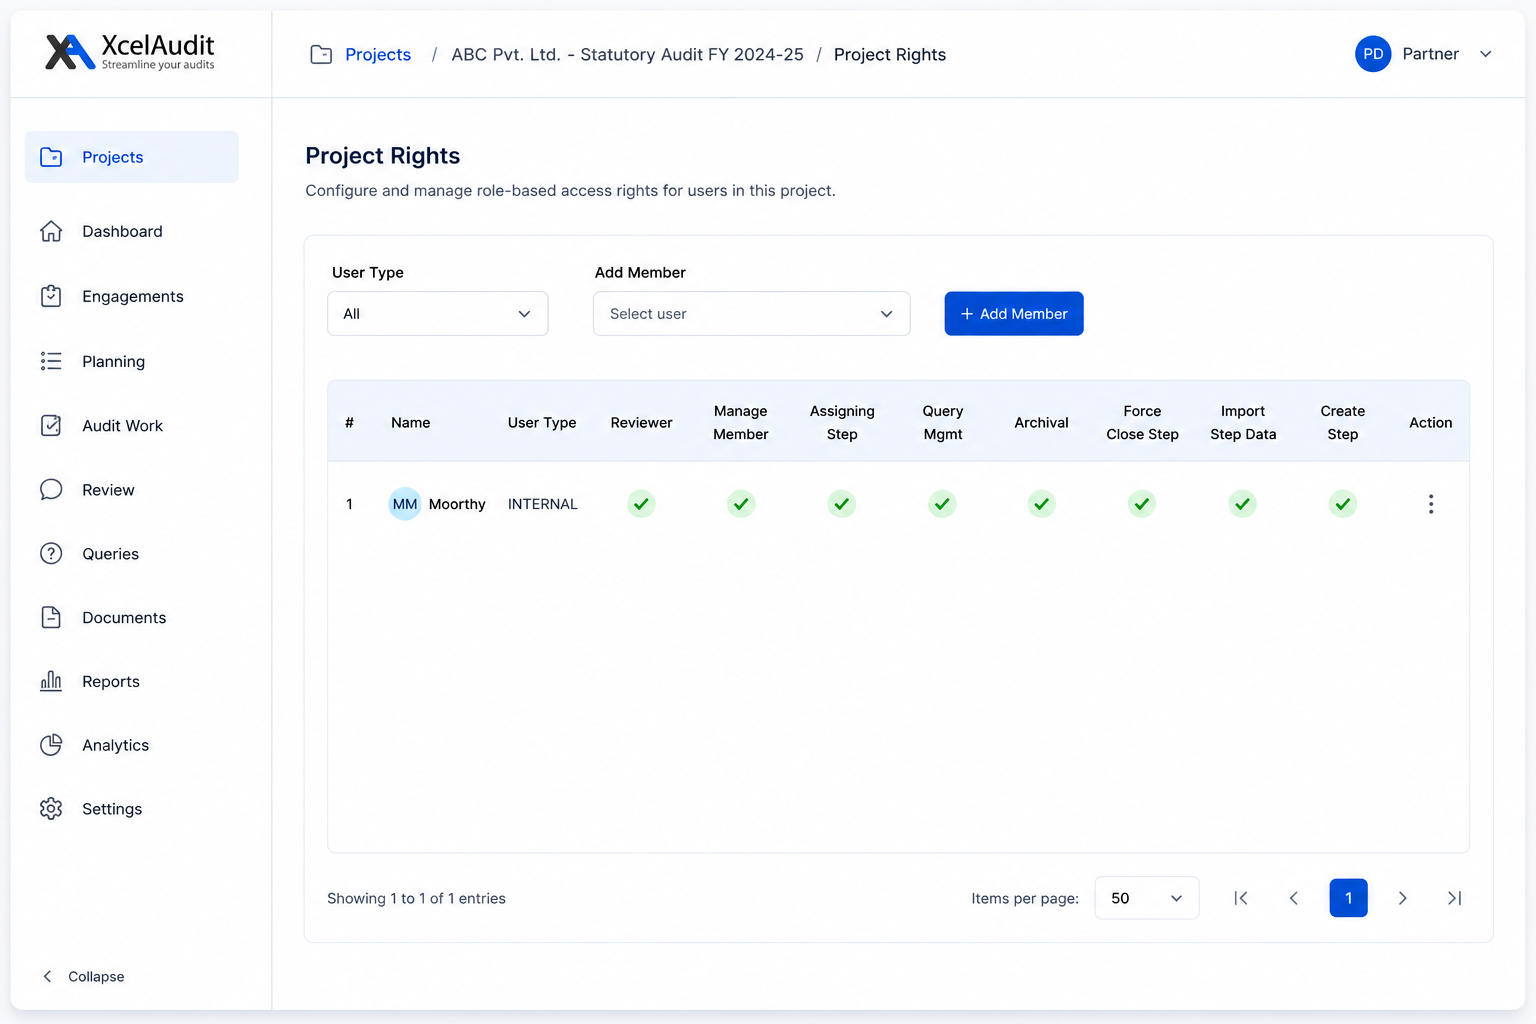 XcelAudit
Streamline your audits
Projects / ABC Pvt. Ltd. - Statutory Audit FY 2024-25 / Project Rights
PD Partner
Projects
Dashboard
Engagements
Planning
Audit Work
Review
Queries
Documents
Reports
Analytics
Settings
Collapse
Project Rights
Configure and manage role-based access rights for users in this project.
User Type
All
Add Member
Select user
+ Add Member
# Name User Type Reviewer Manage Member Assigning Step Query Mgmt Archival Force Close Step Import Step Data Create Step Action
1 MM Moorthy INTERNAL
Showing 1 to 1 of 1 entries
Items per page: 50
1